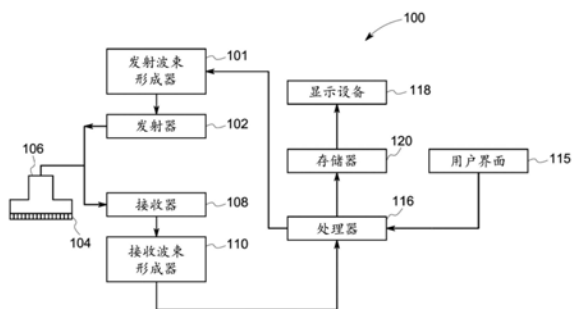 100
发射波束
形成器
101
发射器
102
106
104
接收器
108
接收波束
形成器
110
显示设备
118
存储器
120
用户界面
115
处理器
116